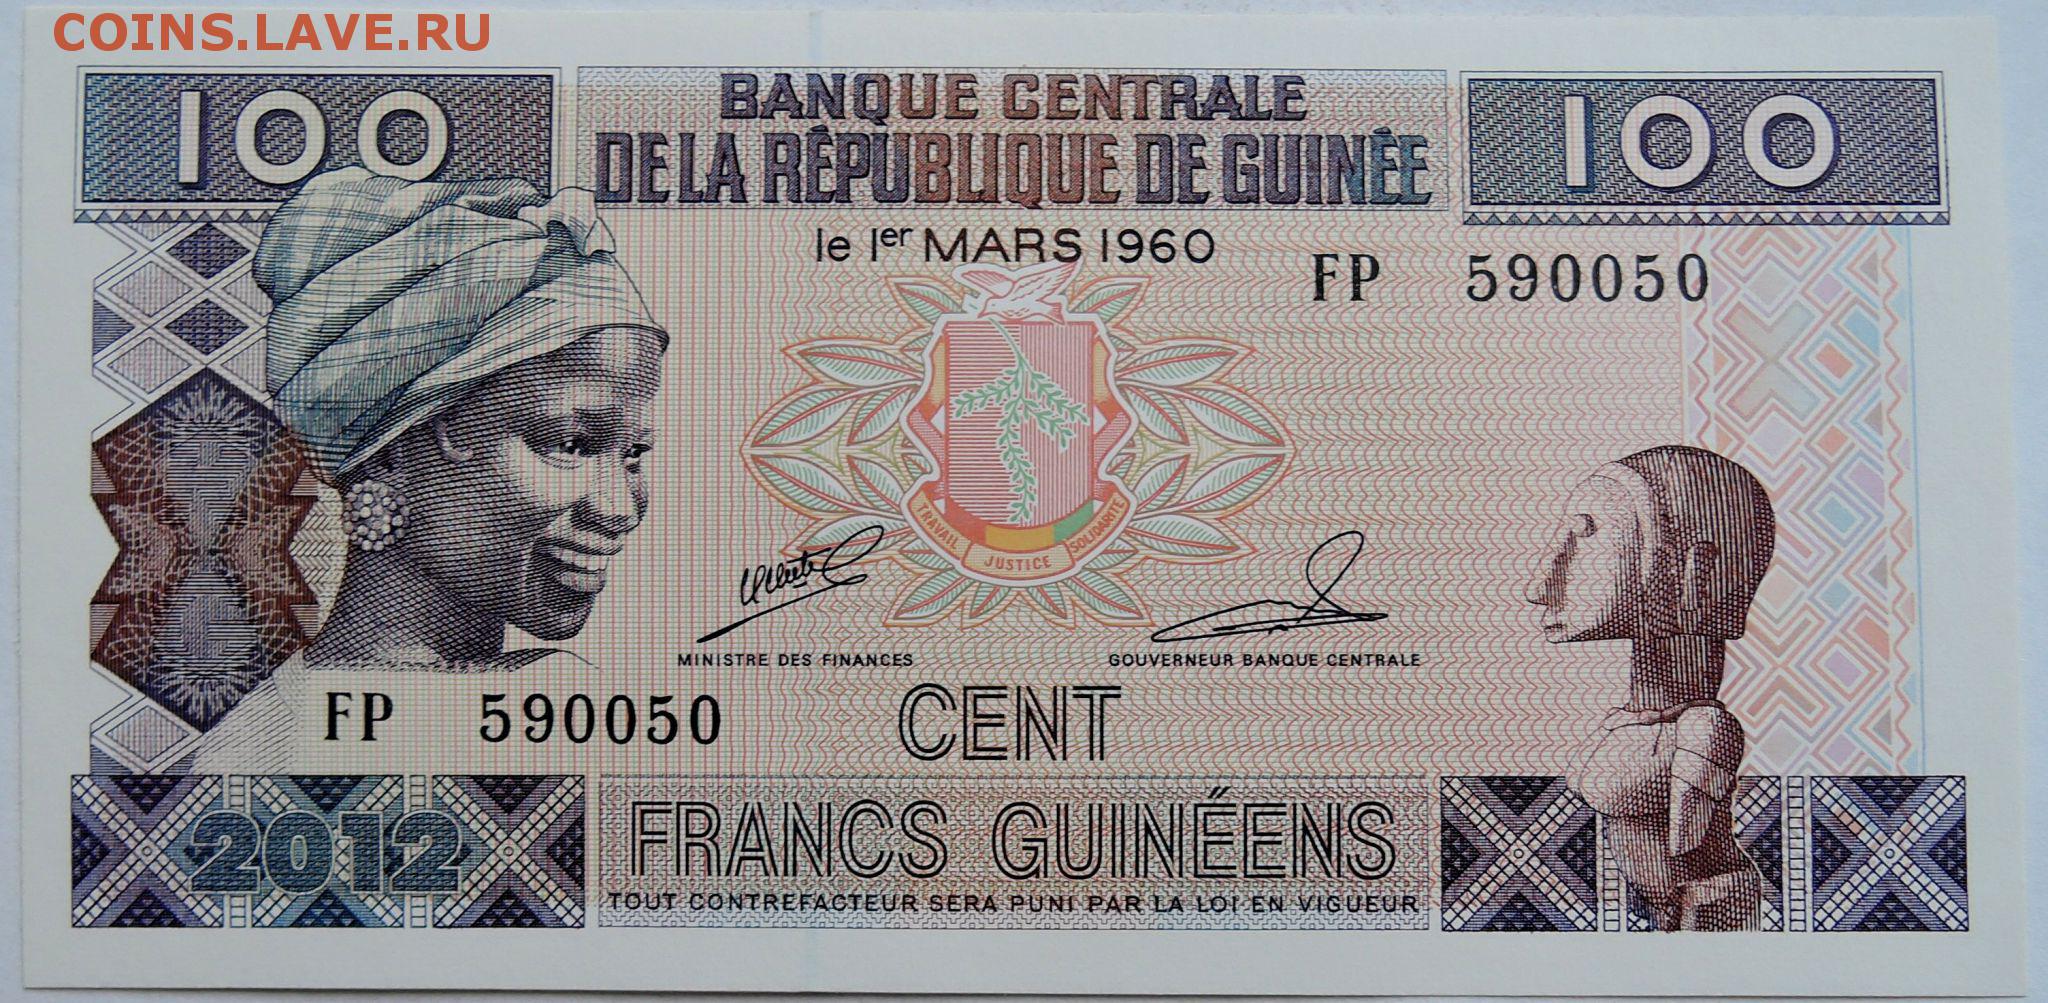 COINS.LAVE.RU
100
BANQUE CENTRALE
100
DE LA RÉPUBLIQUE DE GUINÉE
le 1er MARS 1960
FP 590050
TRAVAIL JUSTICE SOLIDARITÉ
MINISTRE DES FINANCES
GOUVERNEUR BANQUE CENTRALE
FP 590050
CENT
2012
FRANCS GUINÉENS
TOUT CONTREFACTEUR SERA PUNI PAR LA LOI EN VIGUEUR